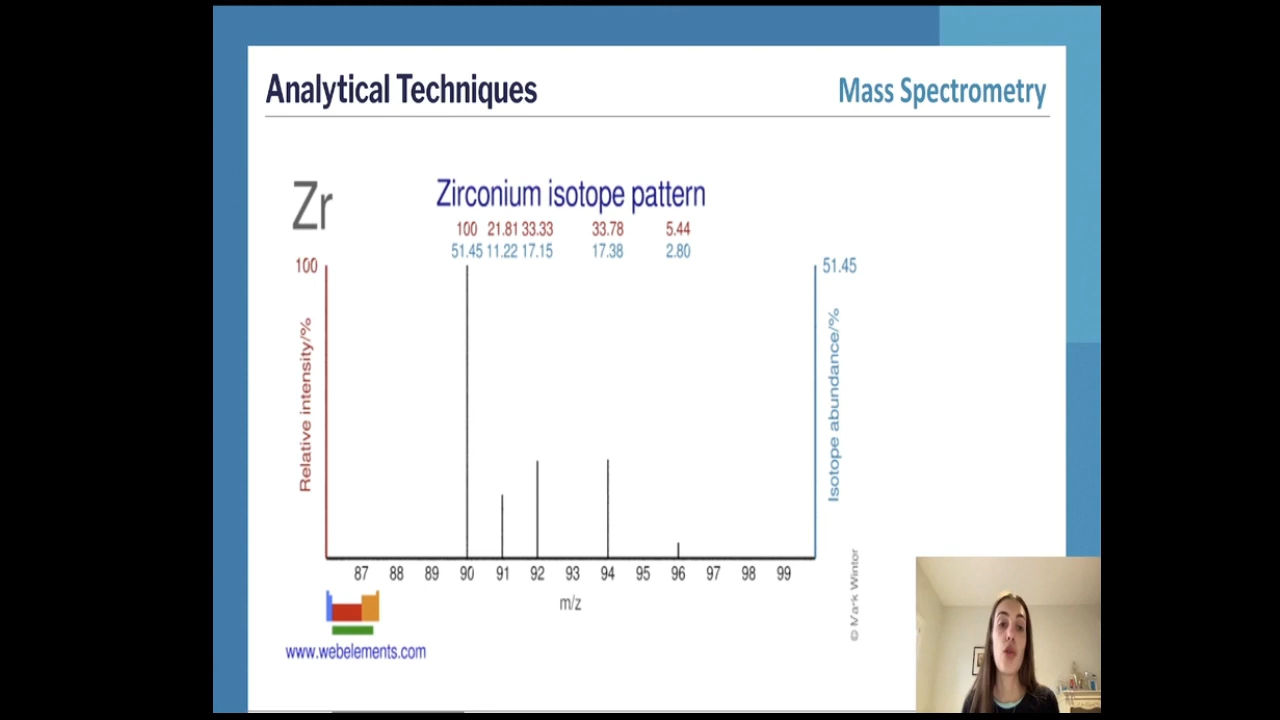 Analytical Techniques
Mass Spectrometry
Zr
Zirconium isotope pattern
100 21.81 33.33 33.78 5.44
51.45 11.22 17.15 17.38 2.80
100
51.45
Relative intensity/%
Isotope abundance/%
87 88 89 90 91 92 93 94 95 96 97 98 99
m/z
© Mark Winter
www.webelements.com